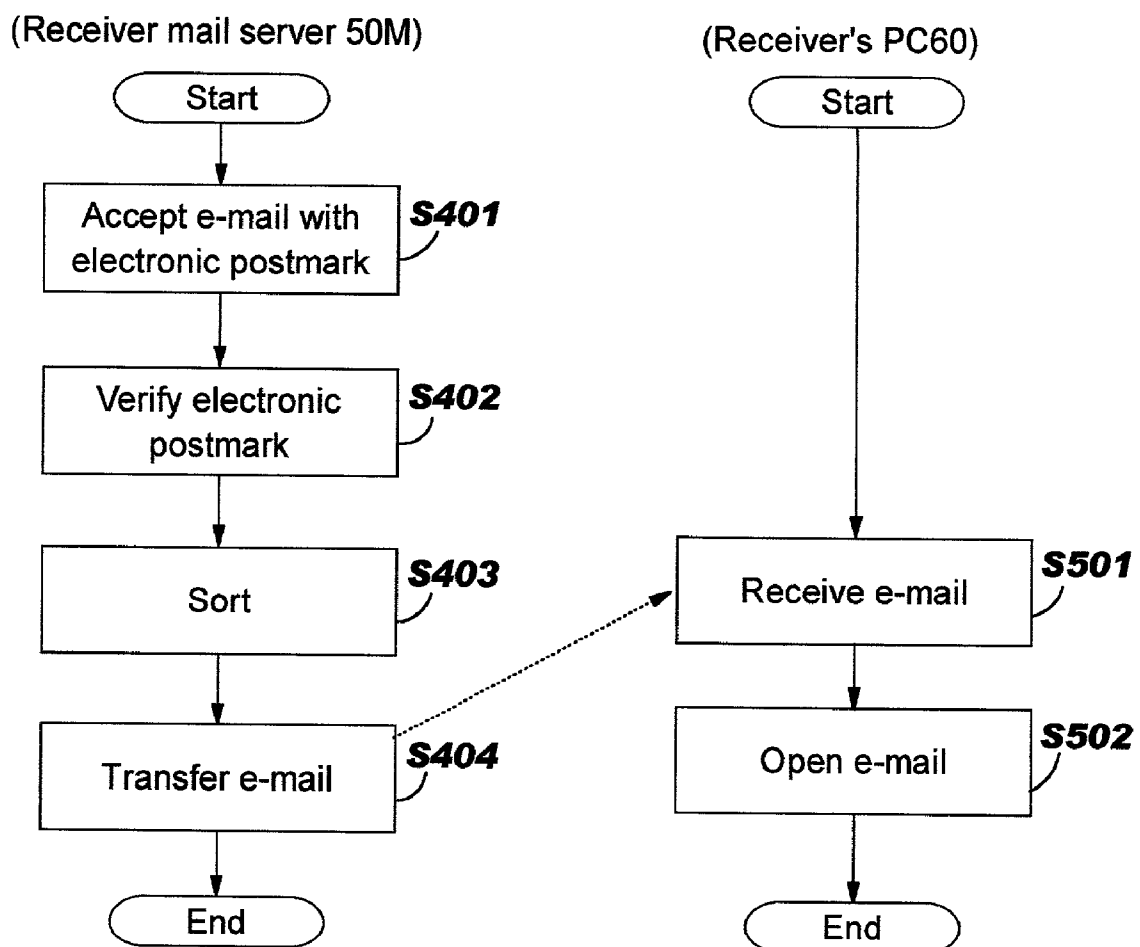 (Receiver mail server 50M)
Start
Accept e-mail with
electronic postmark
S401
Verify electronic
postmark
S402
Sort
S403
Transfer e-mail
S404
End
(Receiver's PC60)
Start
Receive e-mail
S501
Open e-mail
S502
End